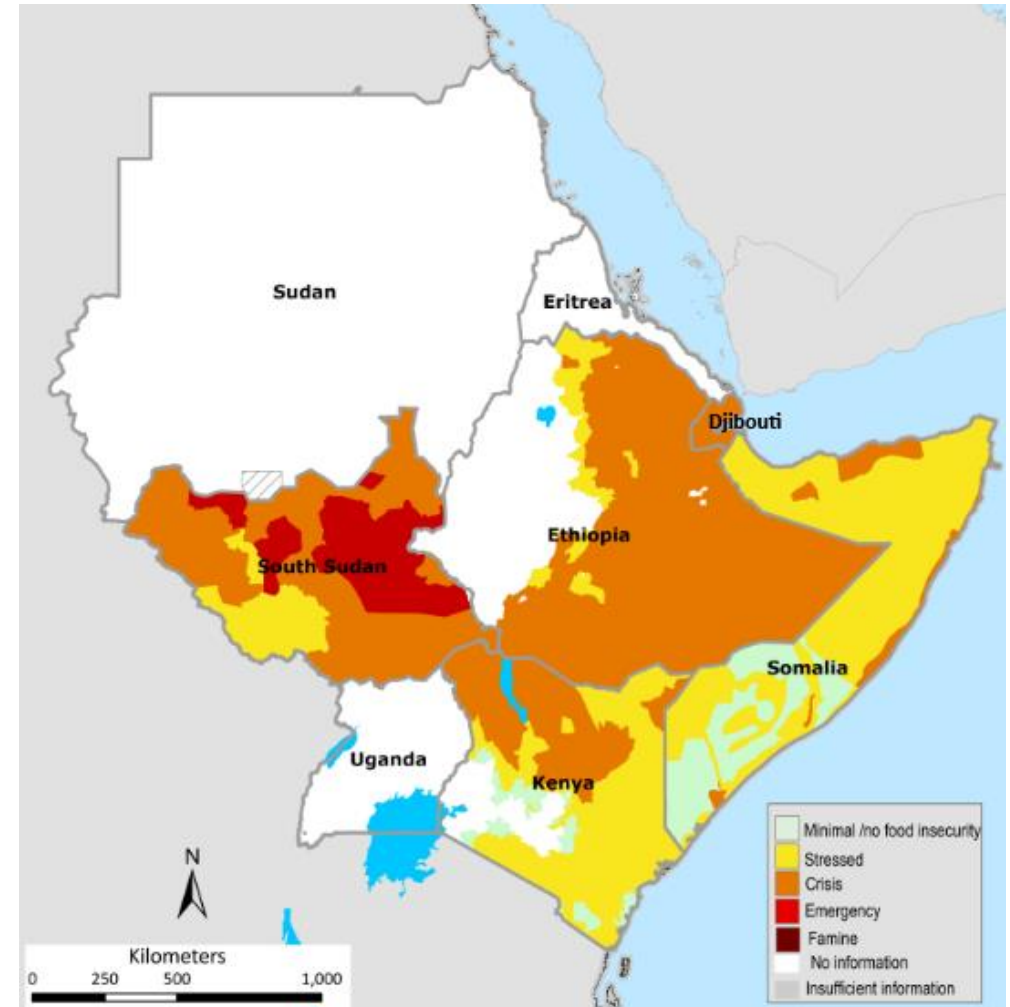 Sudan
Eritrea
Djibouti
Ethiopia
South Sudan
Somalia
Uganda
Kenya
N
Kilometers
0 250 500 1,000
Minimal /no food insecurity
Stressed
Crisis
Emergency
Famine
No information
Insufficient information